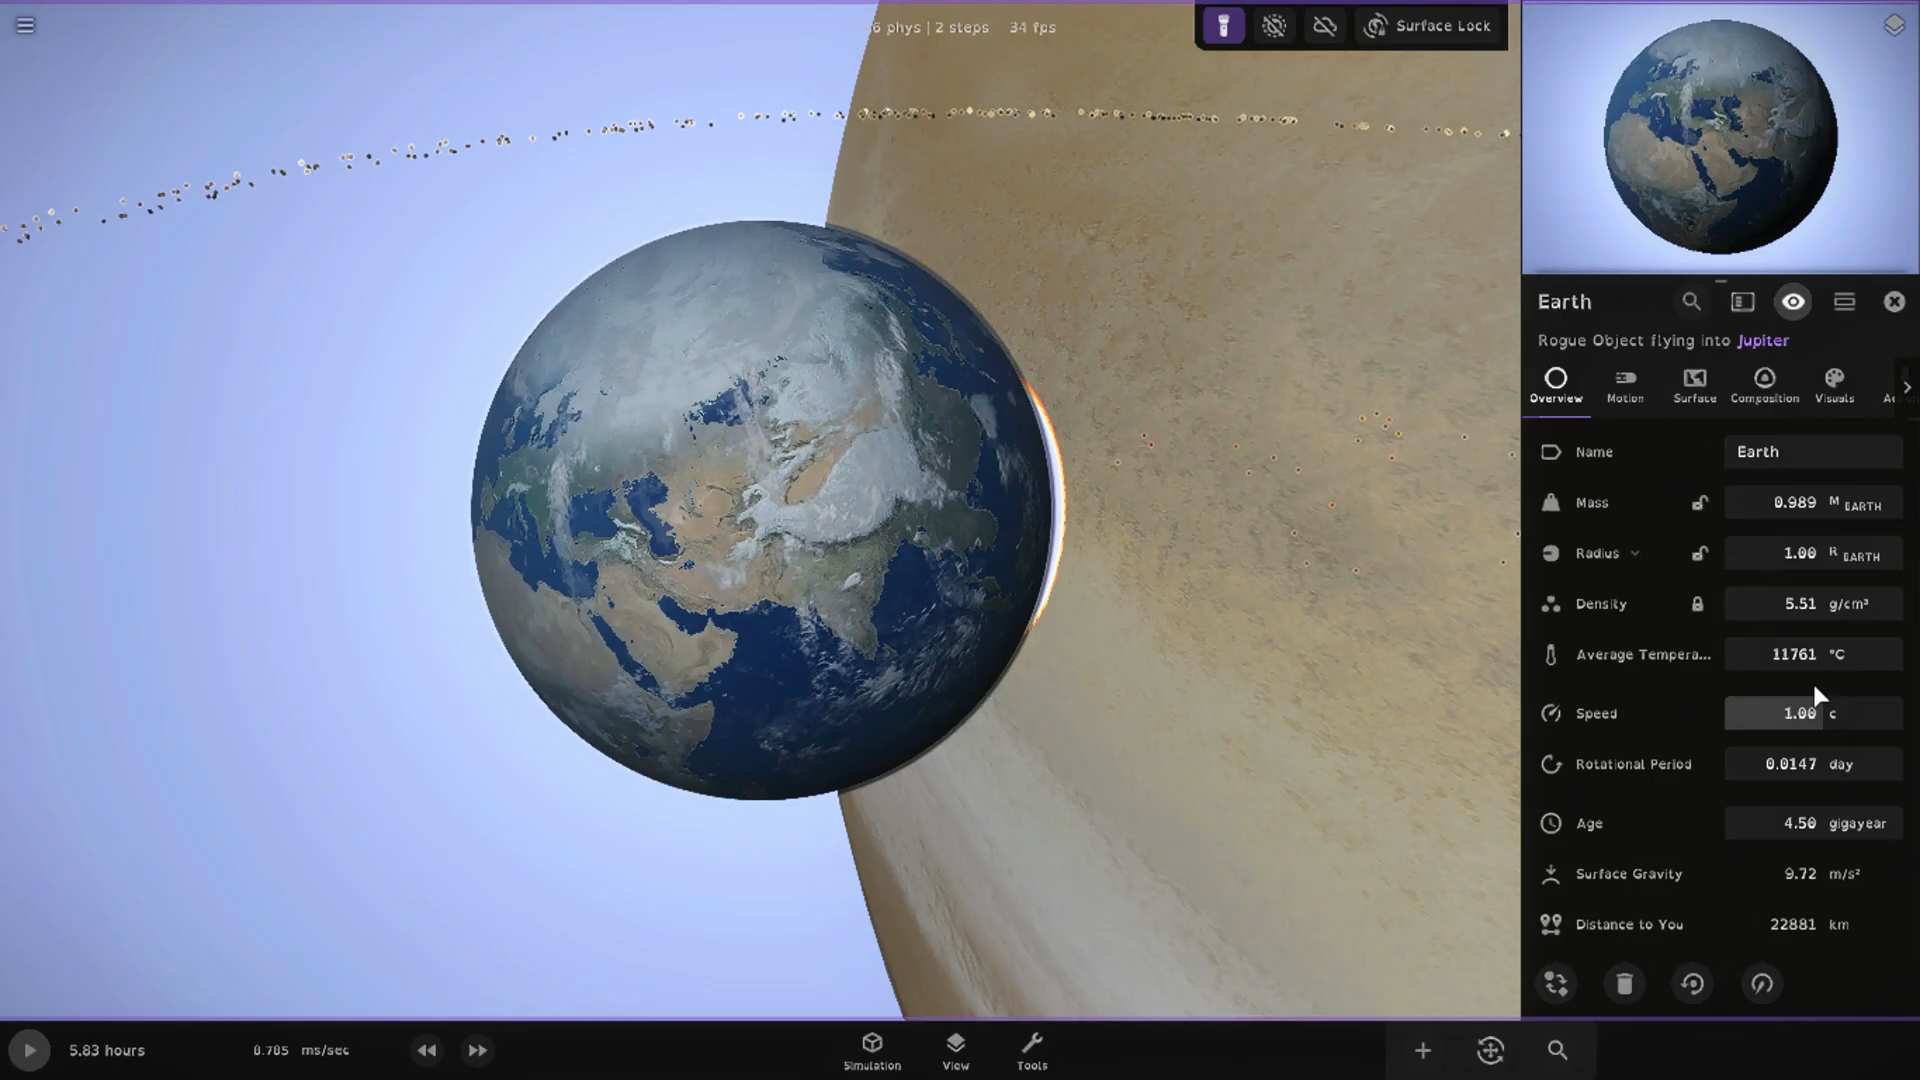 6 phys | 2 steps 34 fps
Surface Lock
Earth
Rogue Object flying into Jupiter
Overview Motion Surface Composition Visuals
Name Earth
Mass 0.989 M EARTH
Radius 1.00 R EARTH
Density 5.51 g/cm³
Average Tempera... 11761 °C
Speed 1.00 c
Rotational Period 0.0147 day
Age 4.50 gigayear
Surface Gravity 9.72 m/s²
Distance to You 22881 km
5.83 hours 0.705 ms/sec
Simulation View Tools